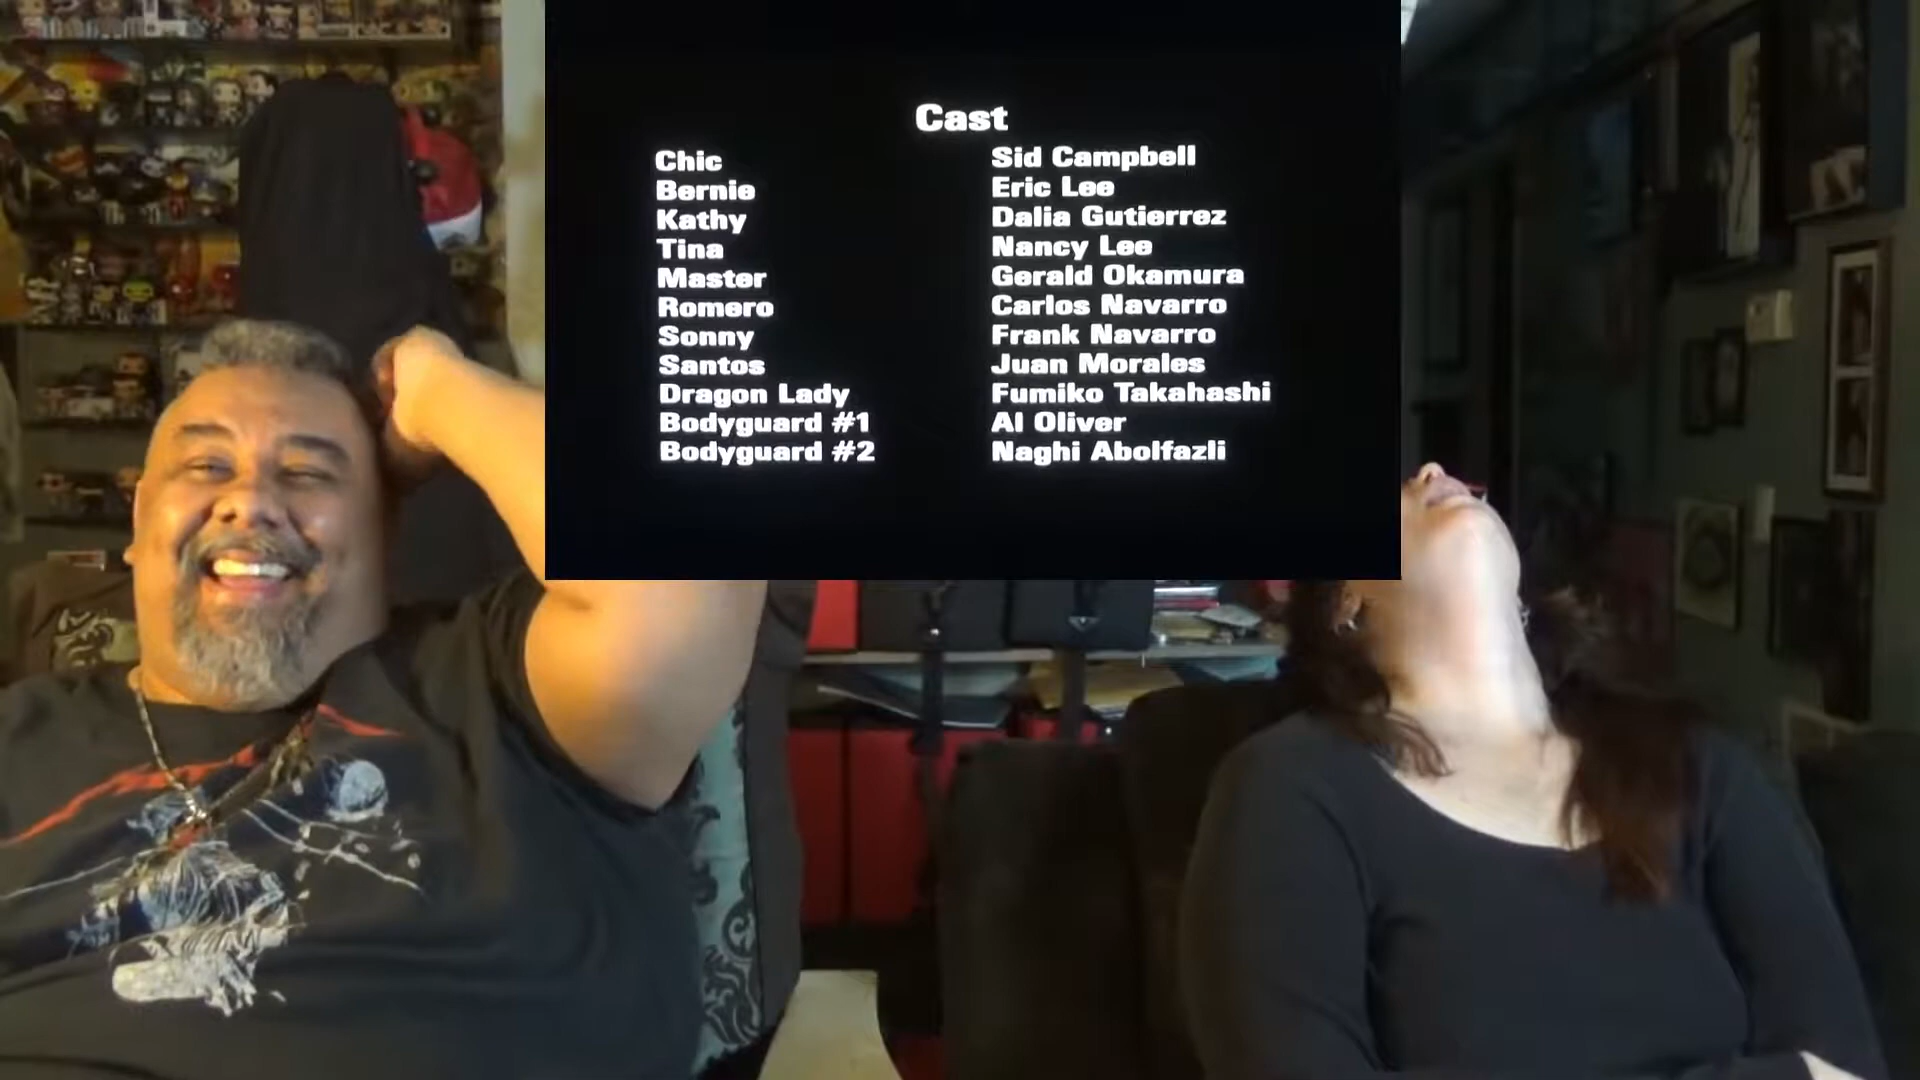 Cast
Chic Sid Campbell
Bernie Eric Lee
Kathy Dalia Gutierrez
Tina Nancy Lee
Master Gerald Okamura
Romero Carlos Navarro
Sonny Frank Navarro
Santos Juan Morales
Dragon Lady Fumiko Takahashi
Bodyguard #1 Al Oliver
Bodyguard #2 Naghi Abolfazli